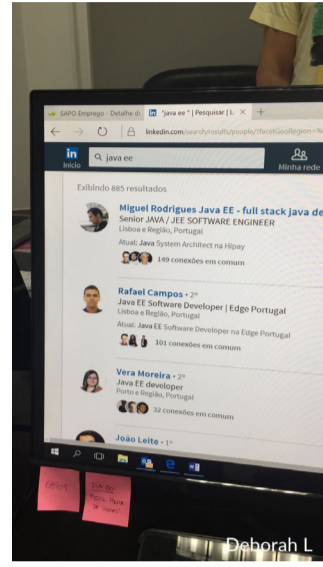 SAPO Emprego - Detalhe d
"java ee " | Pesquisar | L
linkedin.com/search/results/people/?facetGeoRegion=%
in
Início
java ee
Minha rede
Exibindo 885 resultados
Miguel Rodrigues Java EE - full stack java de
Senior JAVA / JEE SOFTWARE ENGINEER
Lisboa e Região, Portugal
Atual: Java System Architect na Hipay
149 conexões em comum
Rafael Campos • 2º
Java EE Software Developer | Edge Portugal
Lisboa e Região, Portugal
Atual: Java EE Software Developer na Edge Portugal
101 conexões em comum
Vera Moreira • 2º
Java EE developer
Porto e Região, Portugal
32 conexões em comum
João Leite • 1º
Deborah L